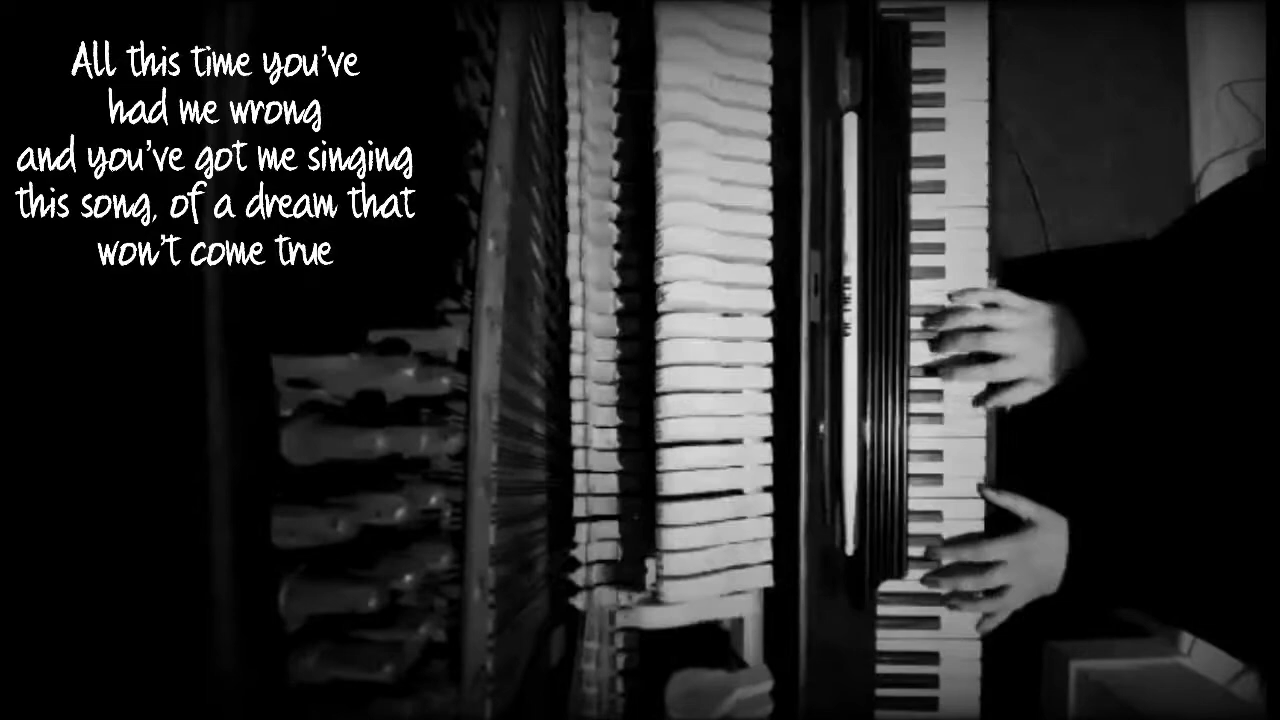 All this time you've
had me wrong
and you've got me singing
this song, of a dream that
won't come true